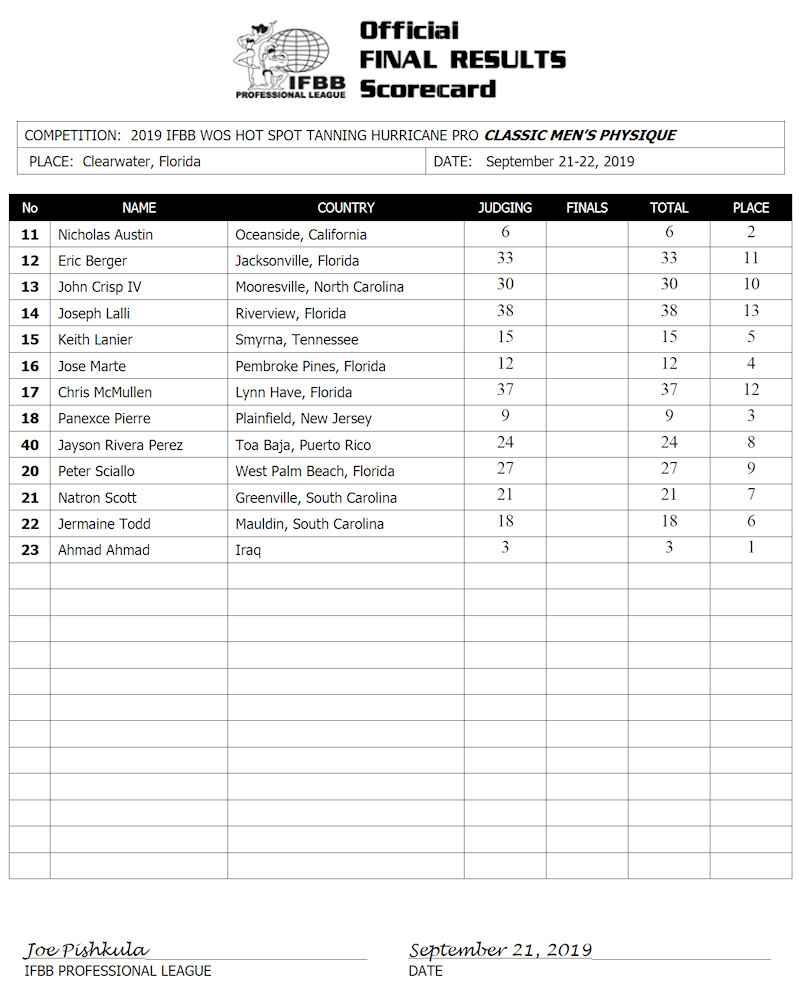 Official
FINAL RESULTS
Scorecard
IFBB
PROFESSIONAL LEAGUE
COMPETITION: 2019 IFBB WOS HOT SPOT TANNING HURRICANE PRO CLASSIC MEN'S PHYSIQUE
PLACE: Clearwater, Florida DATE: September 21-22, 2019
No NAME COUNTRY JUDGING FINALS TOTAL PLACE
11 Nicholas Austin Oceanside, California 6 6 2
12 Eric Berger Jacksonville, Florida 33 33 11
13 John Crisp IV Mooresville, North Carolina 30 30 10
14 Joseph Lalli Riverview, Florida 38 38 13
15 Keith Lanier Smyrna, Tennessee 15 15 5
16 Jose Marte Pembroke Pines, Florida 12 12 4
17 Chris McMullen Lynn Have, Florida 37 37 12
18 Panexce Pierre Plainfield, New Jersey 9 9 3
40 Jayson Rivera Perez Toa Baja, Puerto Rico 24 24 8
20 Peter Sciallo West Palm Beach, Florida 27 27 9
21 Natron Scott Greenville, South Carolina 21 21 7
22 Jermaine Todd Mauldin, South Carolina 18 18 6
23 Ahmad Ahmad Iraq 3 3 1
Joe Pishkula September 21, 2019
IFBB PROFESSIONAL LEAGUE DATE